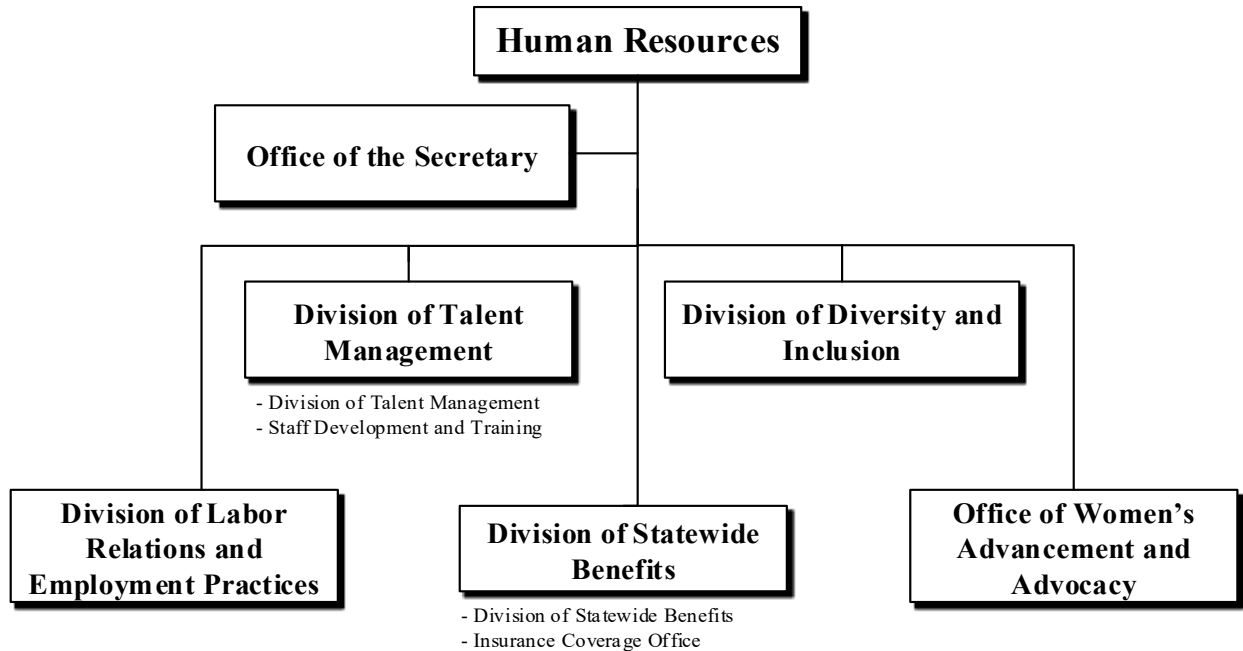 Human Resources
Office of the Secretary
Division of Talent
Management
- Division of Talent Management
- Staff Development and Training
Division of Diversity and
Inclusion
Division of Labor
Relations and
Employment Practices
Division of Statewide
Benefits
- Division of Statewide Benefits
- Insurance Coverage Office
Office of Women’s
Advancement and
Advocacy